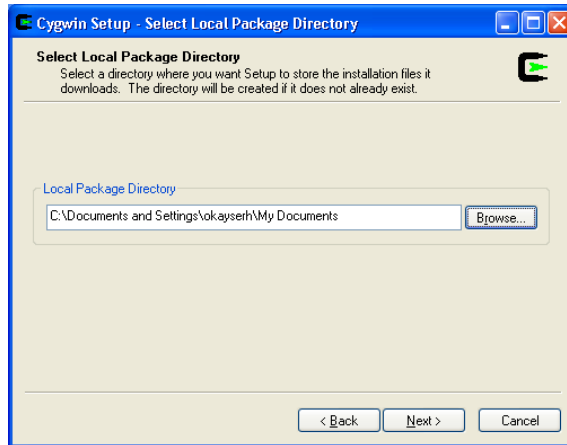 Cygwin Setup - Select Local Package Directory
Select Local Package Directory
Select a directory where you want Setup to store the installation files it
downloads. The directory will be created if it does not already exist.
Local Package Directory
C:\Documents and Settings\okayserh\My Documents
Browse...
< Back
Next >
Cancel